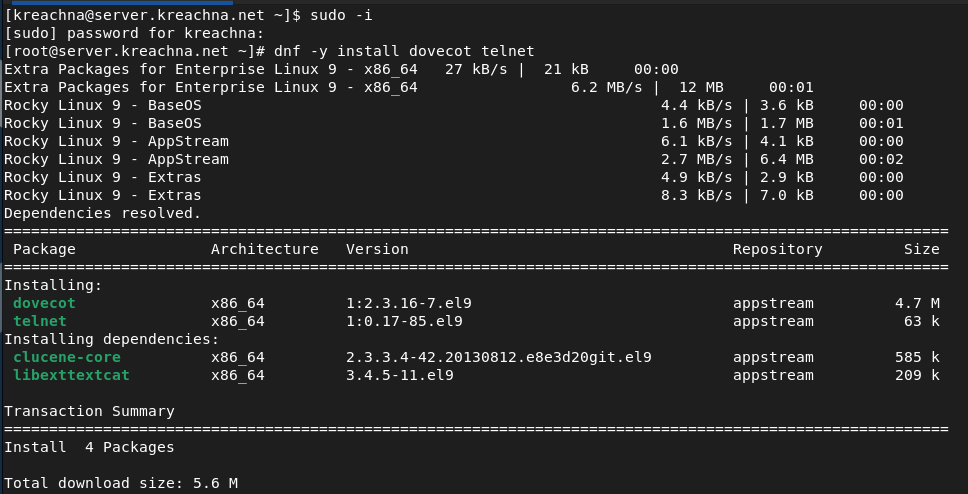 [kreachna@server.kreachna.net ~]$ sudo -i
[sudo] password for kreachna:
[root@server.kreachna.net ~]# dnf -y install dovecot telnet
Extra Packages for Enterprise Linux 9 - x86_64   27 kB/s |  21 kB     00:00
Extra Packages for Enterprise Linux 9 - x86_64                 6.2 MB/s |  12 MB     00:01
Rocky Linux 9 - BaseOS                                                   4.4 kB/s | 3.6 kB     00:00
Rocky Linux 9 - BaseOS                                                   1.6 MB/s | 1.7 MB     00:01
Rocky Linux 9 - AppStream                                                6.1 kB/s | 4.1 kB     00:00
Rocky Linux 9 - AppStream                                                2.7 MB/s | 6.4 MB     00:02
Rocky Linux 9 - Extras                                                   4.9 kB/s | 2.9 kB     00:00
Rocky Linux 9 - Extras                                                   8.3 kB/s | 7.0 kB     00:00
Dependencies resolved.
=========================================================================================================
 Package               Architecture   Version                                    Repository         Size
=========================================================================================================
Installing:
 dovecot               x86_64         1:2.3.16-7.el9                             appstream         4.7 M
 telnet                x86_64         1:0.17-85.el9                              appstream          63 k
Installing dependencies:
 clucene-core          x86_64         2.3.3.4-42.20130812.e8e3d20git.el9         appstream         585 k
 libexttextcat         x86_64         3.4.5-11.el9                               appstream         209 k
Transaction Summary
=========================================================================================================
Install  4 Packages
Total download size: 5.6 M